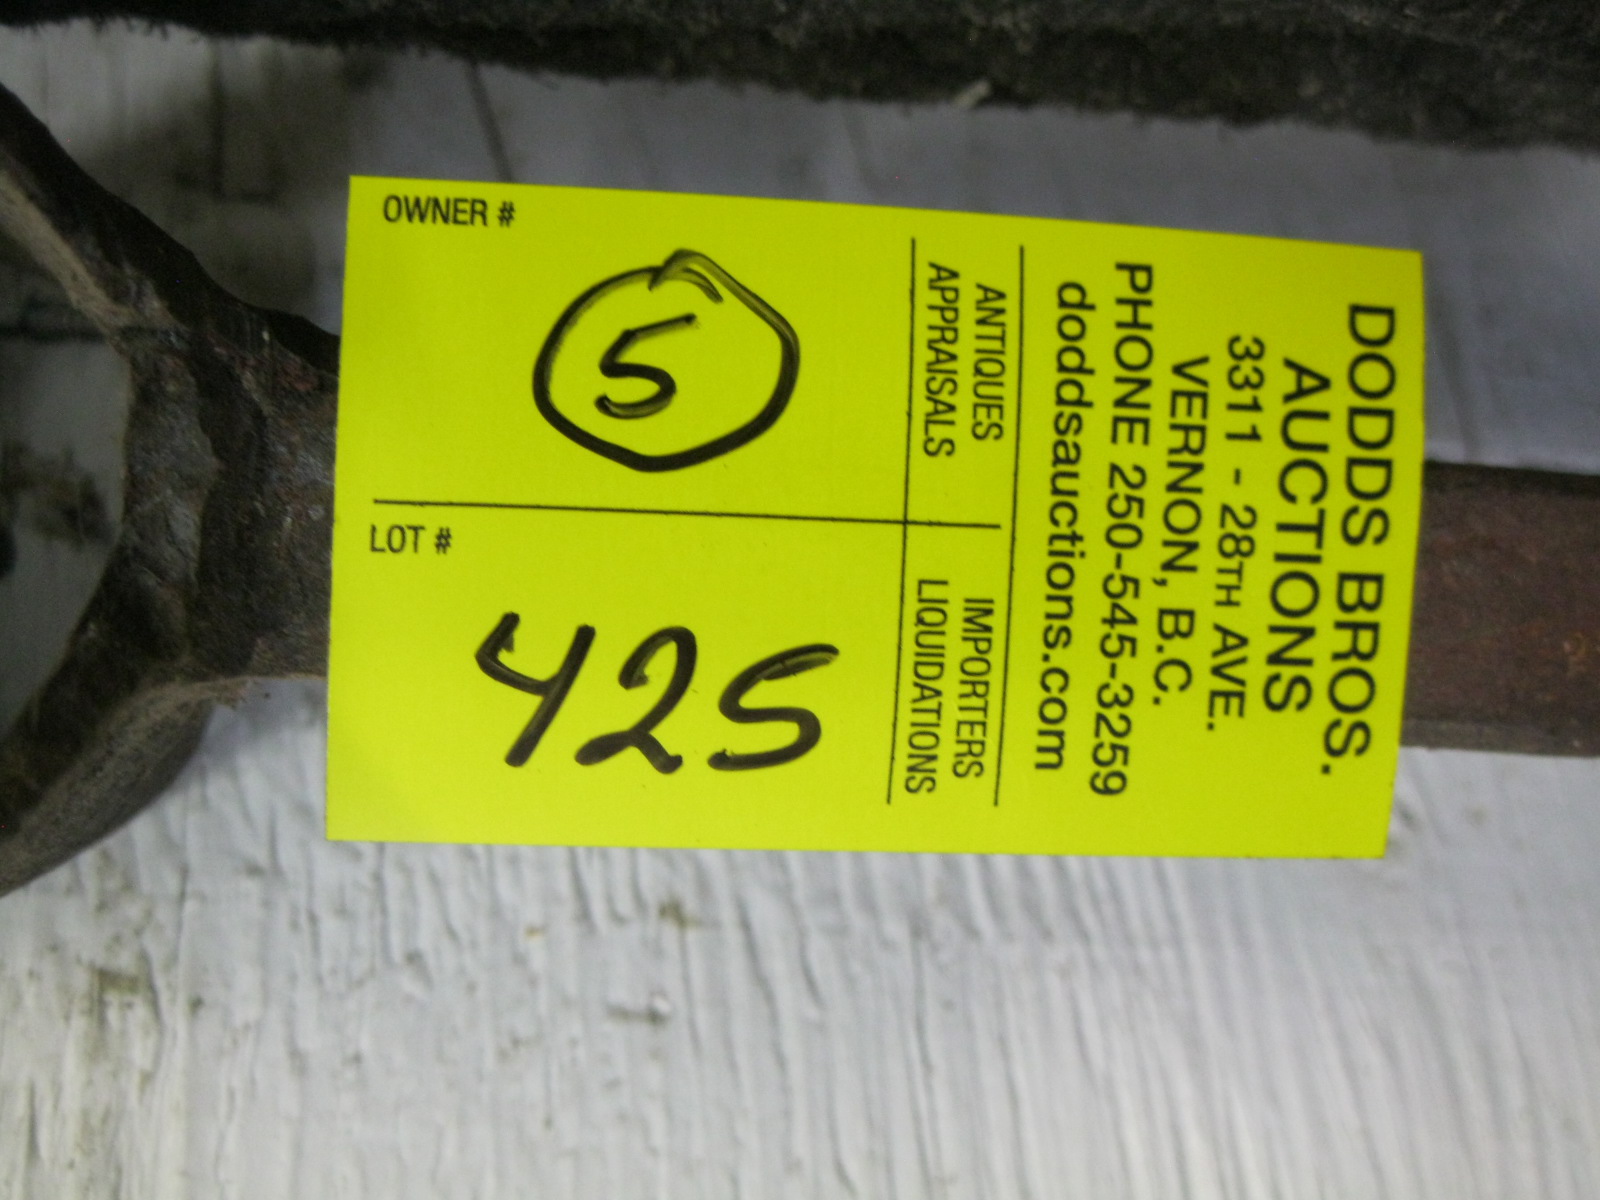 DODDS BROS.
AUCTIONS
3311 - 28TH AVE.
VERNON, B.C.
PHONE 250-545-3259
doddsauctions.com
ANTIQUES
APPRAISALS
IMPORTERS
LIQUIDATIONS
OWNER #
5
LOT #
425